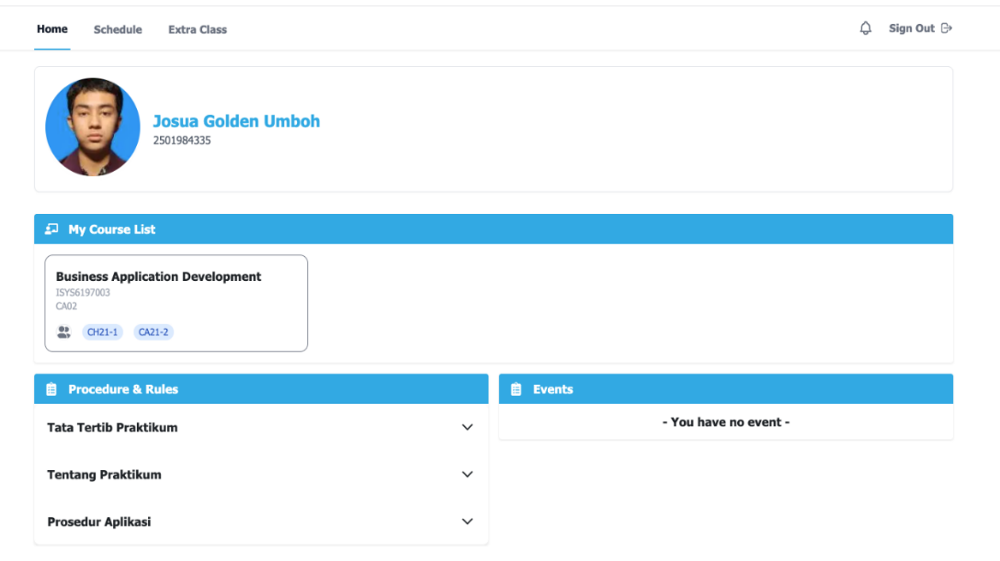 Home Schedule Extra Class Sign Out
Josua Golden Umboh
2501984335
My Course List
Business Application Development
ISYS6197003
CA02
CH21-1 CA21-2
Procedure & Rules
Tata Tertib Praktikum
Tentang Praktikum
Prosedur Aplikasi
Events
- You have no event -